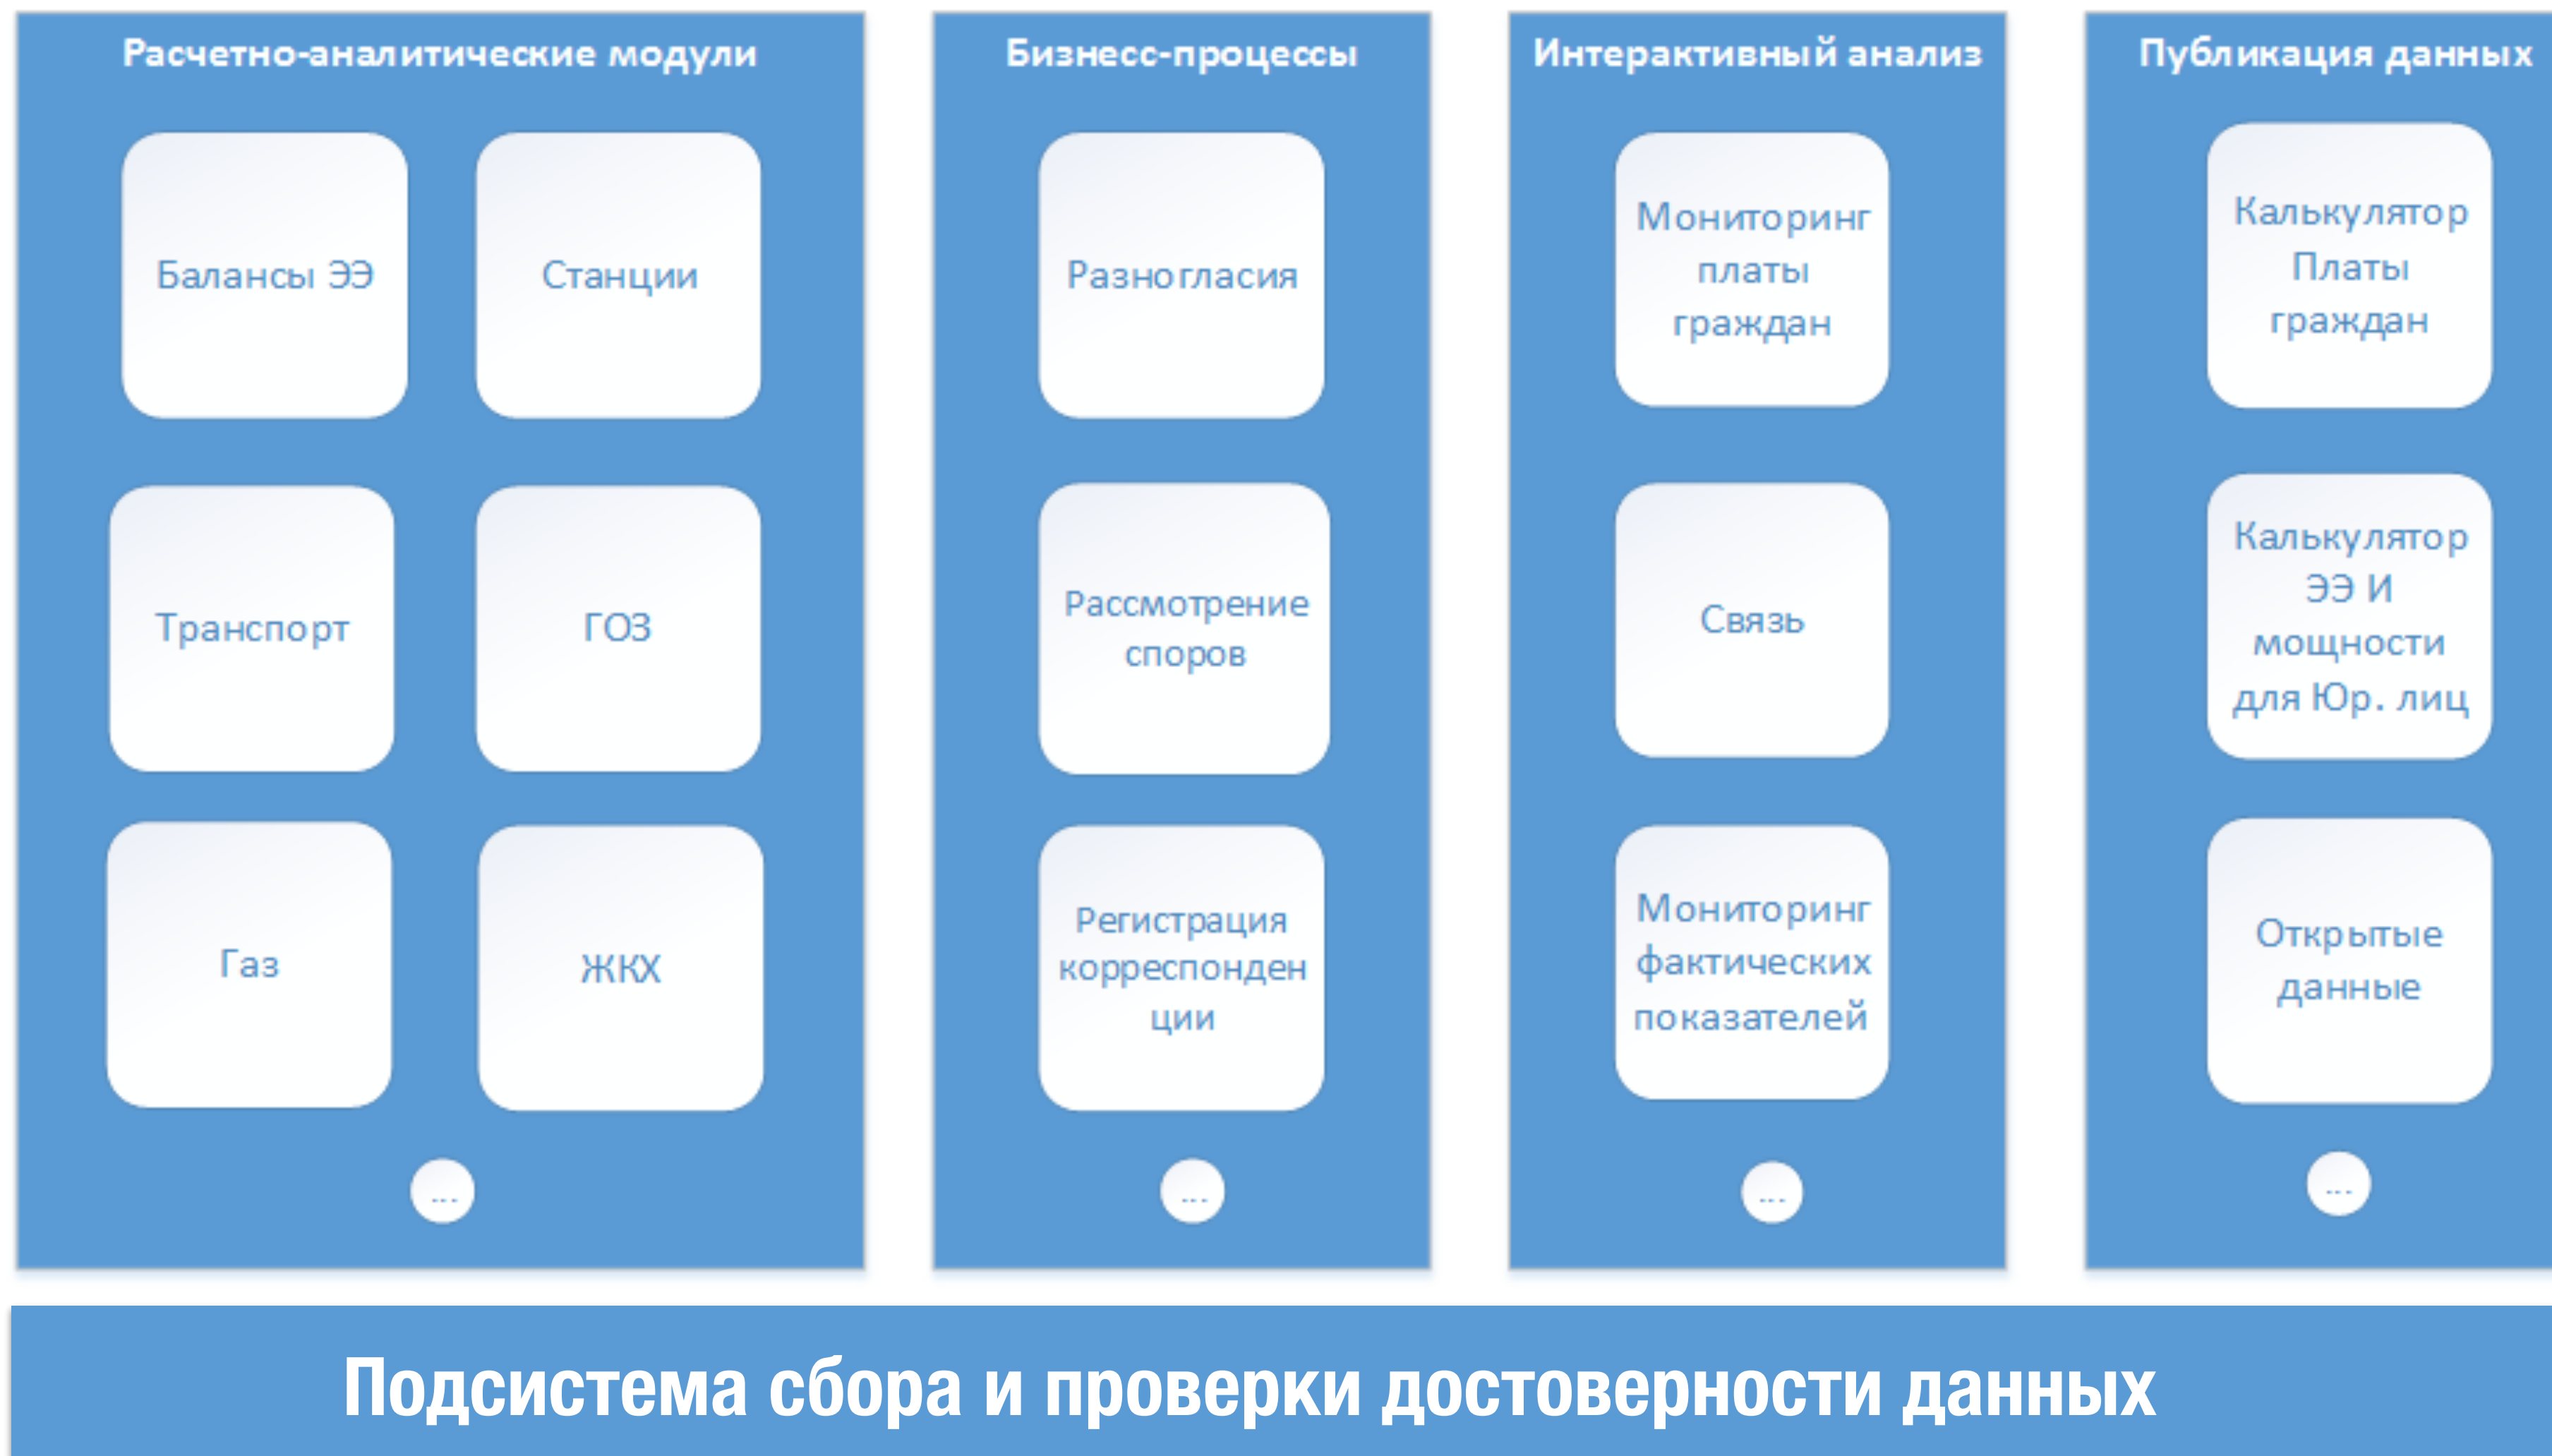 Расчетно-аналитические модули
Балансы ЭЭ
Станции
Транспорт
ГОЗ
Газ
ЖКХ
...
Бизнесс-процессы
Разногласия
Рассмотрение
споров
Регистрация
корреспонден
ции
...
Интерактивный анализ
Мониторинг
платы
граждан
Связь
Мониторинг
фактических
показателей
...
Публикация данных
Калькулятор
Платы
граждан
Калькулятор
ЭЭ И
мощности
для Юр. лиц
Открытые
данные
...
Подсистема сбора и проверки достоверности данных